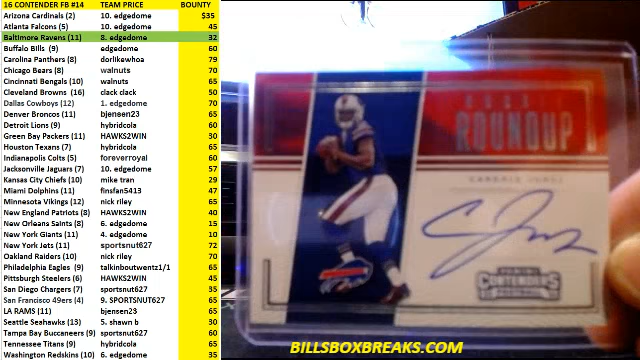 16 CONTENDER FB #14 TEAM PRICE BOUNTY
Arizona Cardinals (2) 10. edgedome $35
Atlanta Falcons (5) 10. edgedome 45
Baltimore Ravens (11) 8. edgedome 32
Buffalo Bills (9) edgedome 60
Carolina Panthers (8) dorlikewhoa 79
Chicago Bears (8) walnuts 70
Cincinnati Bengals (10) walnuts 65
Cleveland Browns (16) clack clack 50
Dallas Cowboys (12) 1. edgedome 70
Denver Broncos (11) bjensen23 65
Detroit Lions (9) hybridcola 60
Green Bay Packers (11) HAWKS2WIN 30
Houston Texas (7) hybridcola 65
Indianapolis Colts (5) foreverroyal 60
Jacksonville Jaguars (7) 10. edgedome 57
Kansas City Chiefs (10) mike tran 29
Miami Dolphins (11) finsfan5413 47
Minnesota Vikings (12) nick riley 65
New England Patriots (8) HAWKS2WIN 40
New Orleans Saints (8) 6. edgedome 15
New York Giants (11) 4. edgedome 10
New York Jets (11) sportsnut627 72
Oakland Raiders (10) nick riley 70
Philadelphia Eagles (9) talkinboutwentz1/1 65
Pittsburgh Steelers (6) HAWKS2WIN 45
San Diego Chargers (7) sportsnut627 35
San Francisco 49ers (4) 9. SPORTSNUT627 65
LA RAMS (11) bjensen23 65
Seattle Seahawks (13) 5. shawn b 30
Tampa Bay Buccaneers (9) sportsnut627 60
Tennessee Titans (9) hybridcola 65
Washington Redskins (10) 6. edgedome 35
ROOKIE
ROUNDUP
CARDALE JONES
PANINI
CONTENDERS
FOOTBALL
BILLSBOXBREAKS.COM